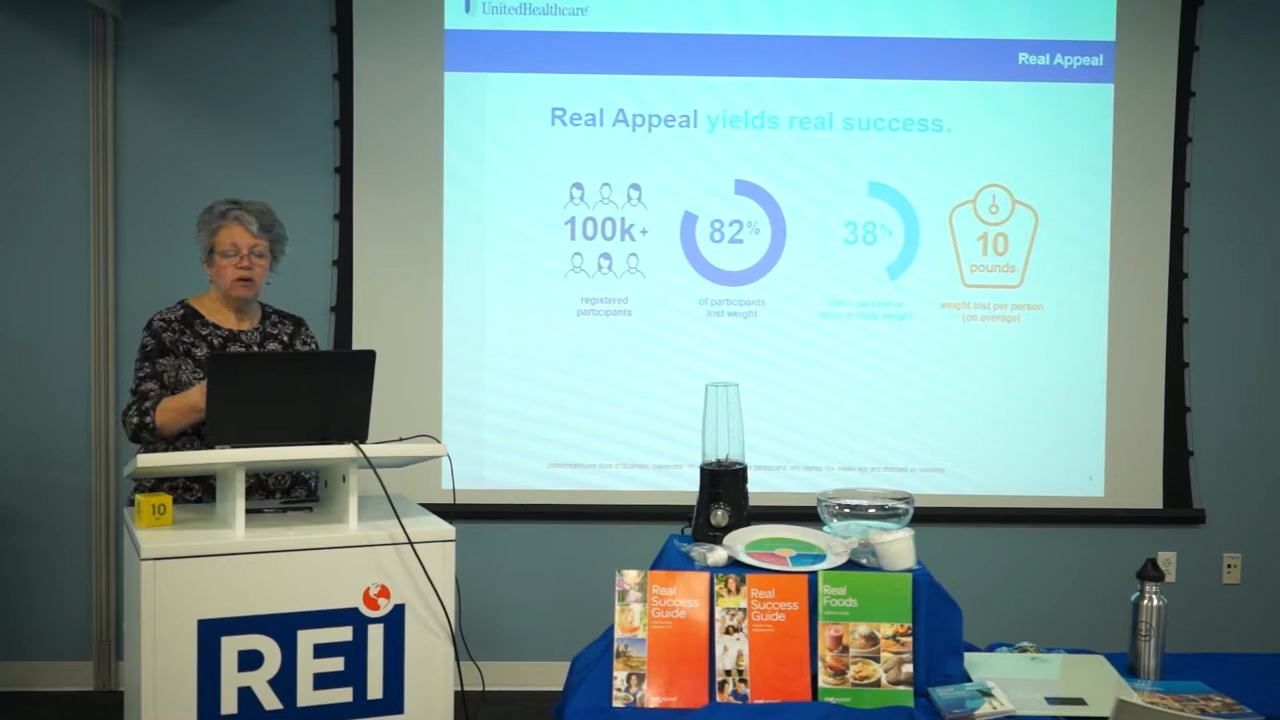 UnitedHealthcare
Real Appeal
Real Appeal yields real success.
100k+
registered
participants
82%
of participants
lost weight
38%
10
pounds
weight lost per person
(on average)
10
REI
Real
Success
Guide
Real
Success
Guide
Real
Foods